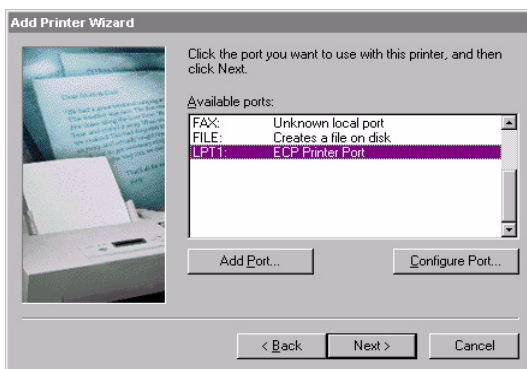 Add Printer Wizard
Click the port you want to use with this printer, and then
click Next.
Available ports:
FAX: Unknown local port
FILE: Creates a file on disk
LPT1: ECP Printer Port
Add Port...
Configure Port...
< Back
Next >
Cancel